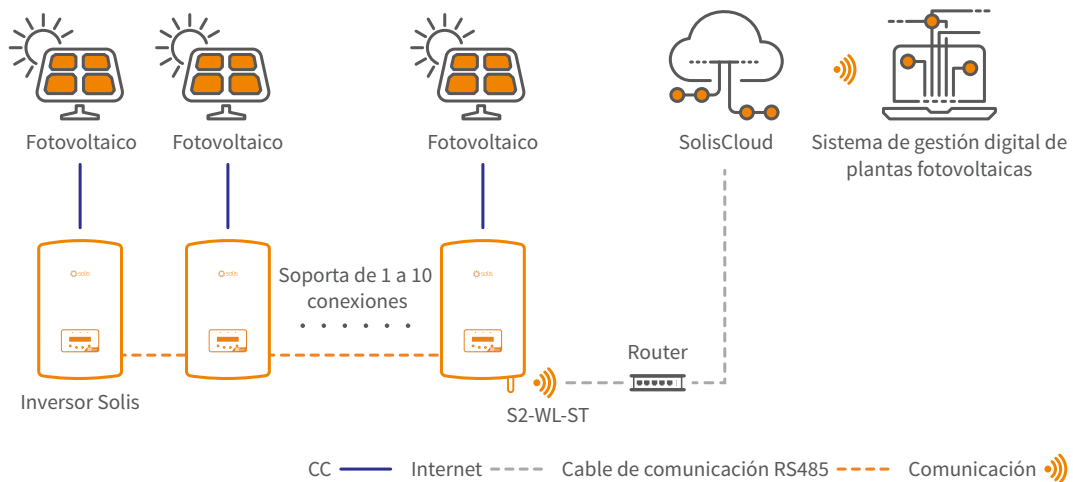 Fotovoltaico
Fotovoltaico
Fotovoltaico
SolisCloud
Sistema de gestión digital de
plantas fotovoltaicas
solis
solis
solis
Soporta de 1 a 10
conexiones
Router
Inversor Solis
S2-WL-ST
CC
Internet
Cable de comunicación RS485
Comunicación